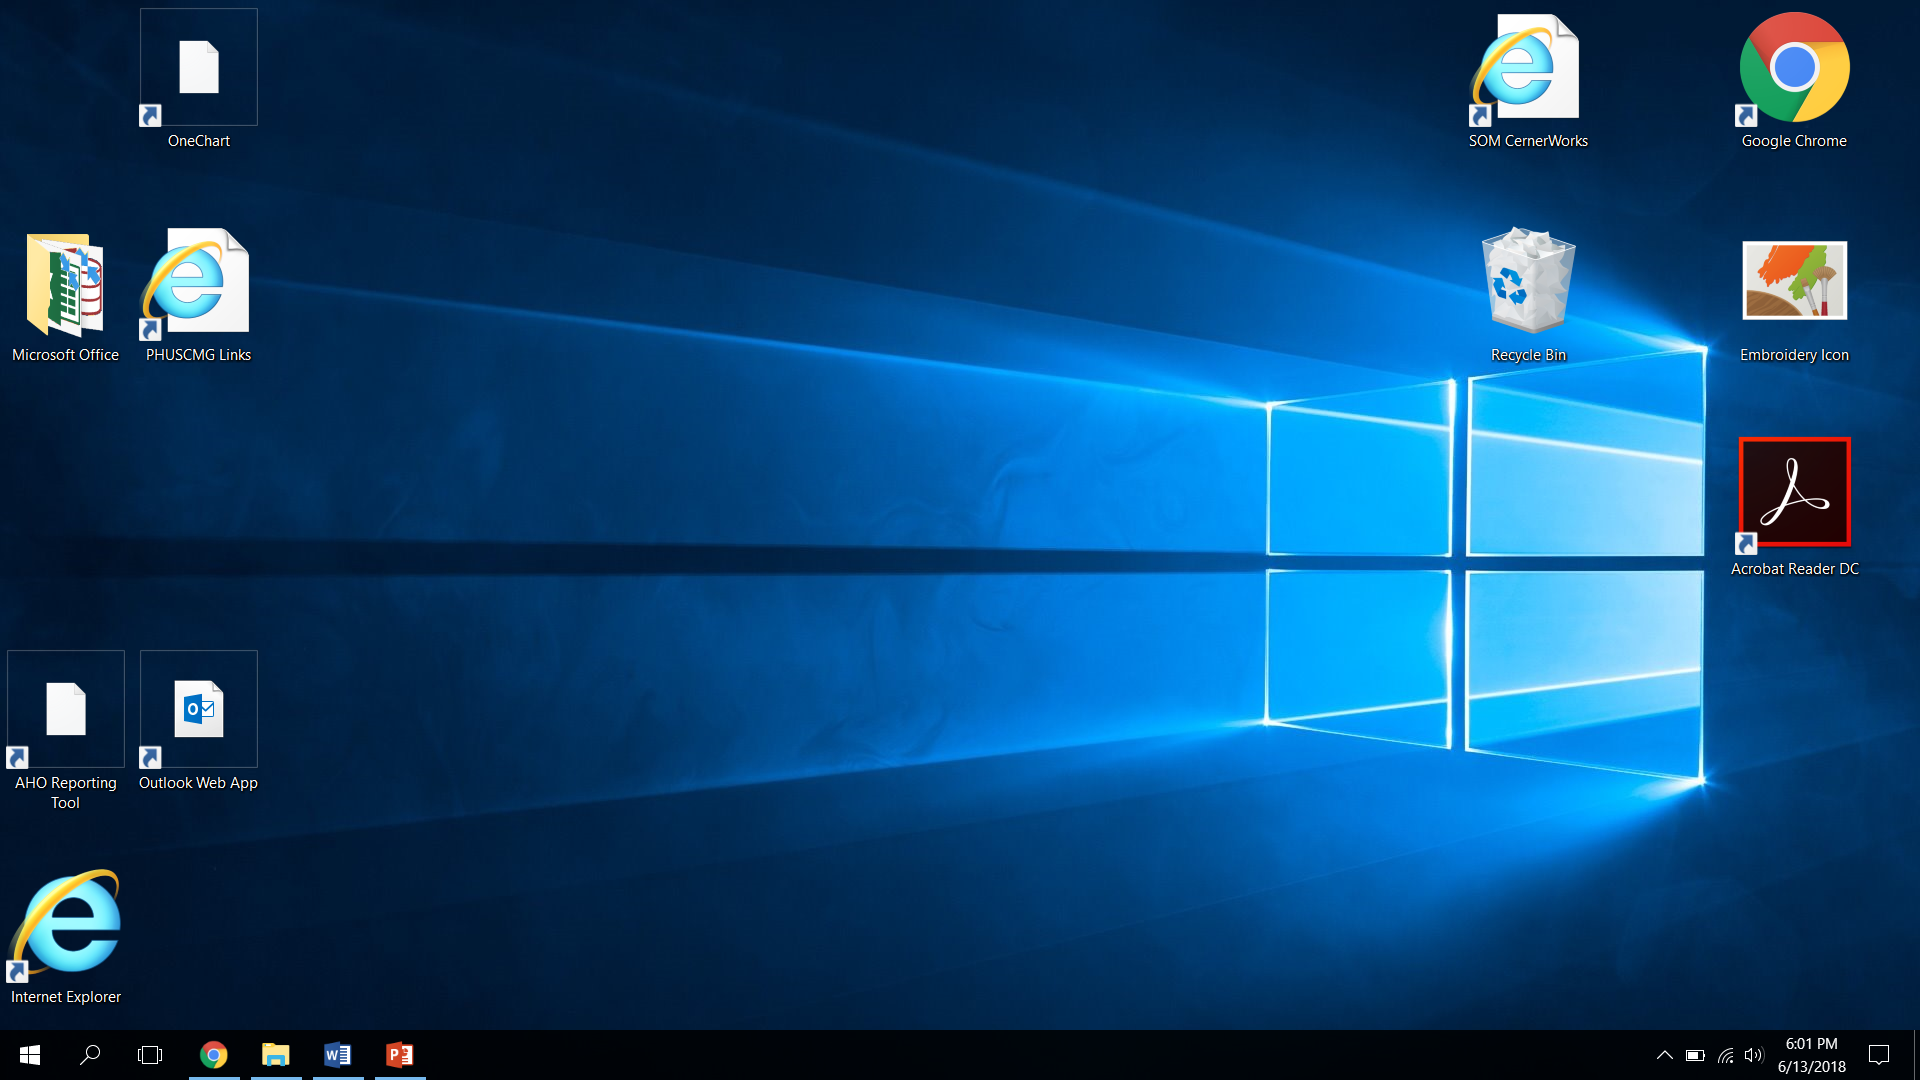 OneChart
SOM CernerWorks
Google Chrome
Microsoft Office
PHUSCMG Links
Recycle Bin
Embroidery Icon
Acrobat Reader DC
AHO Reporting
Tool
Outlook Web App
Internet Explorer
6:01 PM
6/13/2018